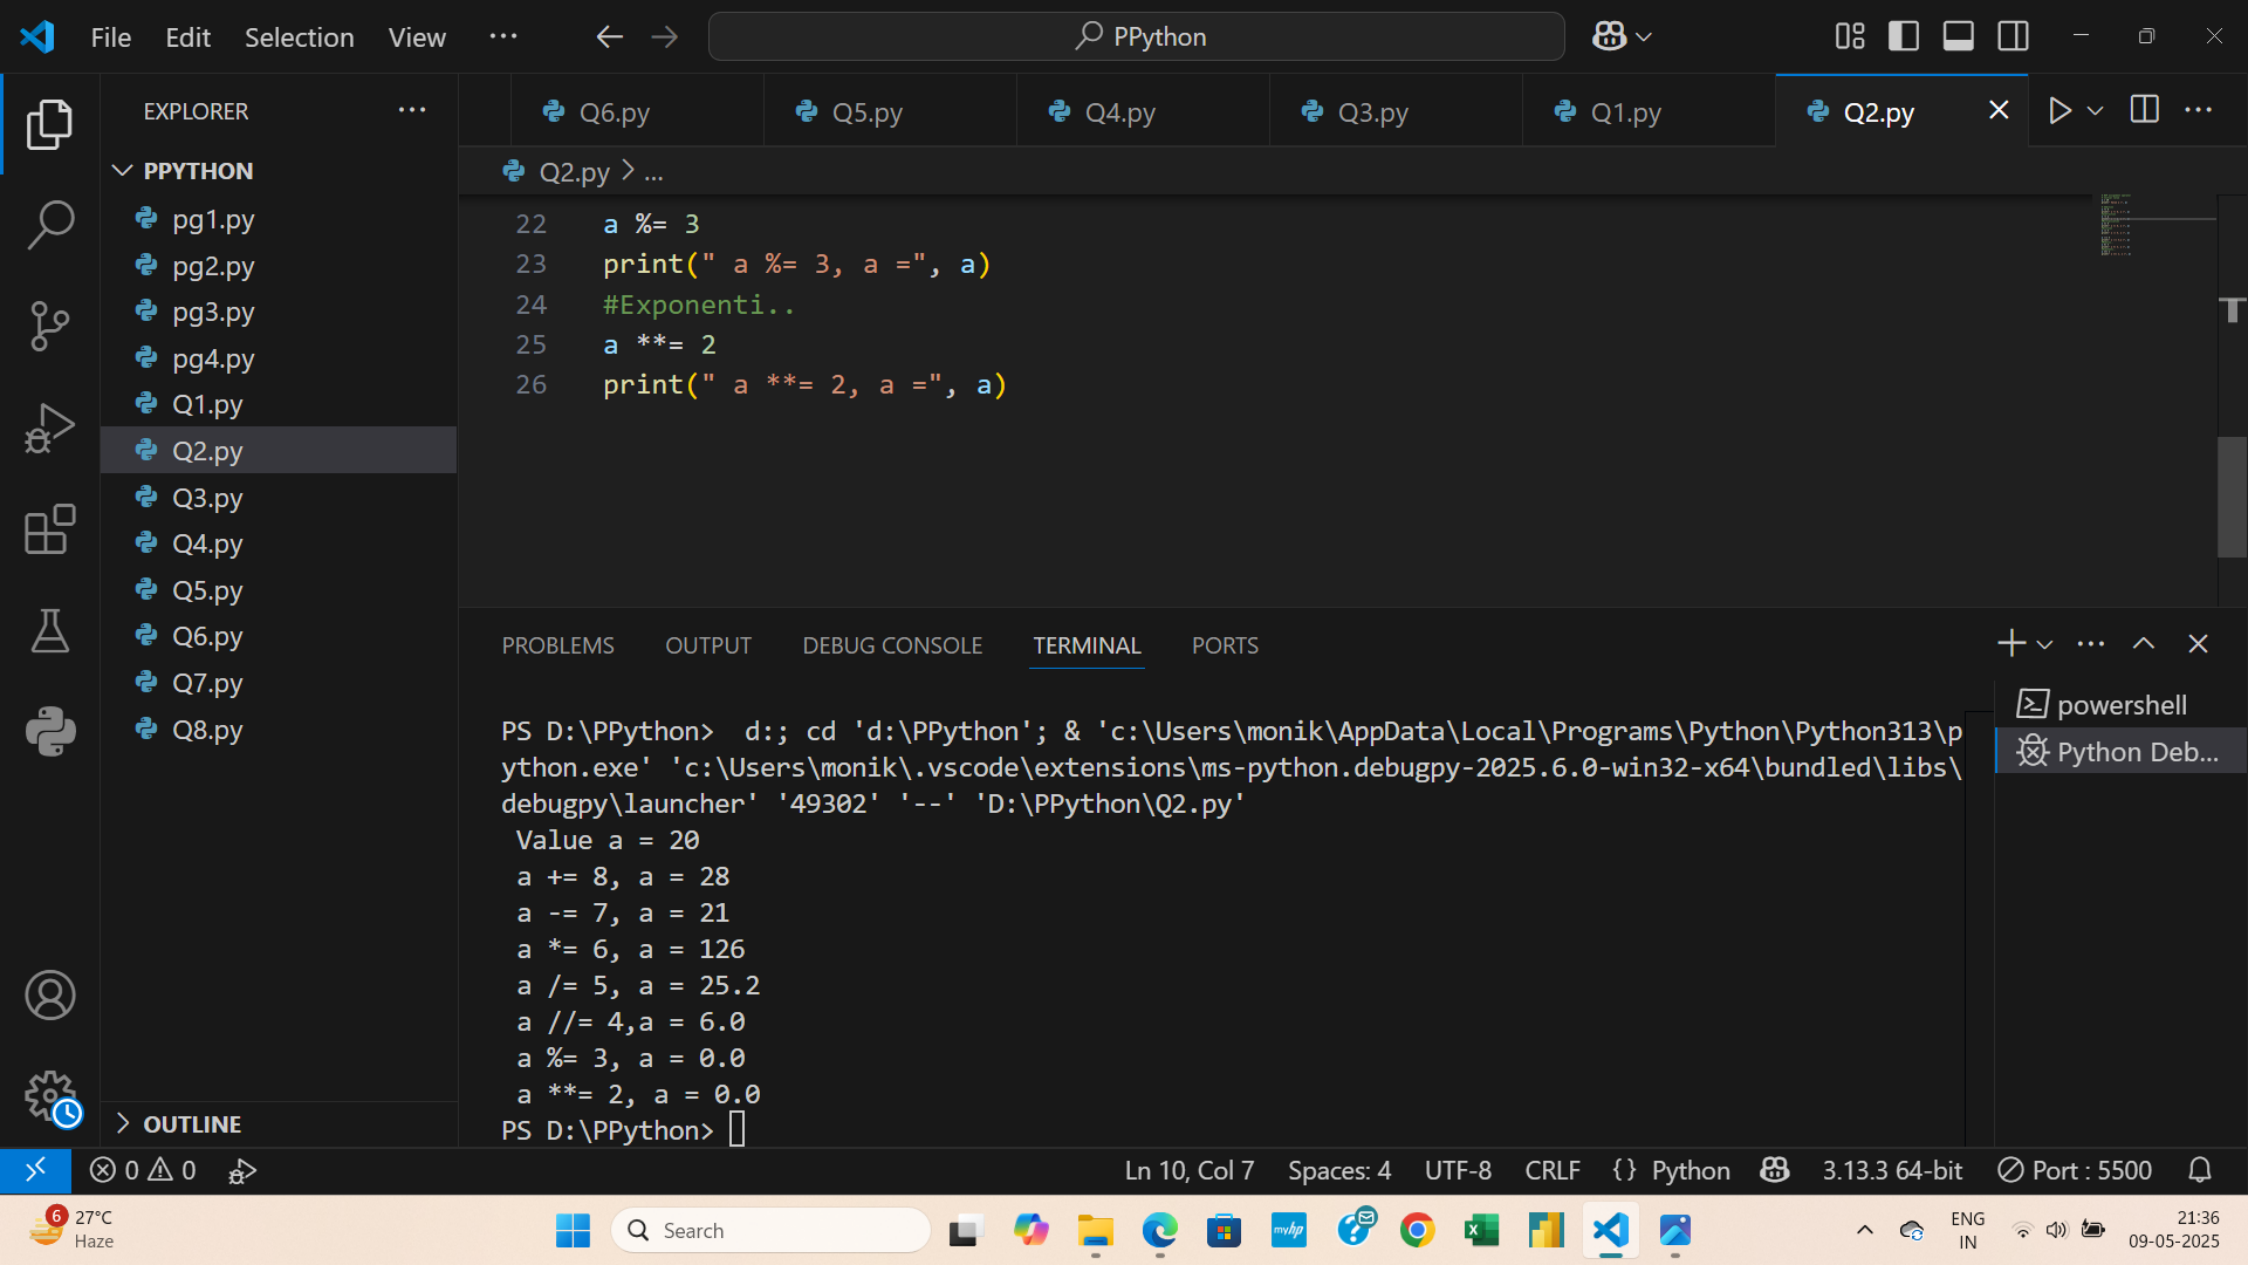 File Edit Selection View ...
PPython
EXPLORER ...
PPYTHON
pg1.py
pg2.py
pg3.py
pg4.py
Q1.py
Q2.py
Q3.py
Q4.py
Q5.py
Q6.py
Q7.py
Q8.py
OUTLINE
Q6.py Q5.py Q4.py Q3.py Q1.py Q2.py
Q2.py > ...
22 a %= 3
23 print(" a %= 3, a =", a)
24 #Exponenti..
25 a **= 2
26 print(" a **= 2, a =", a)
PROBLEMS OUTPUT DEBUG CONSOLE TERMINAL PORTS
powershell
Python Deb...
PS D:\PPython>  d:; cd 'd:\PPython'; & 'c:\Users\monik\AppData\Local\Programs\Python\Python313\p
ython.exe' 'c:\Users\monik\.vscode\extensions\ms-python.debugpy-2025.6.0-win32-x64\bundled\libs\
debugpy\launcher' '49302' '--' 'D:\PPython\Q2.py'
Value a = 20
a += 8, a = 28
a -= 7, a = 21
a *= 6, a = 126
a /= 5, a = 25.2
a //= 4,a = 6.0
a %= 3, a = 0.0
a **= 2, a = 0.0
PS D:\PPython>
0 0 Ln 10, Col 7 Spaces: 4 UTF-8 CRLF {} Python 3.13.3 64-bit Port : 5500
6 27°C
Haze
Search
myhp
ENG
IN
21:36
09-05-2025